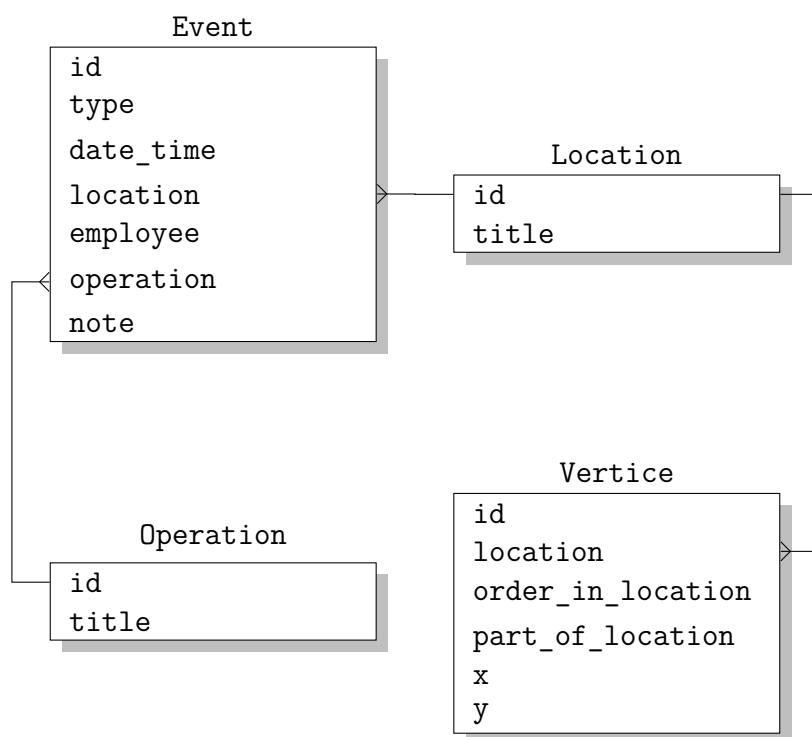 Event
id
type
date_time
location
employee
operation
note
Location
id
title
Operation
id
title
Vertice
id
location
order_in_location
part_of_location
x
y